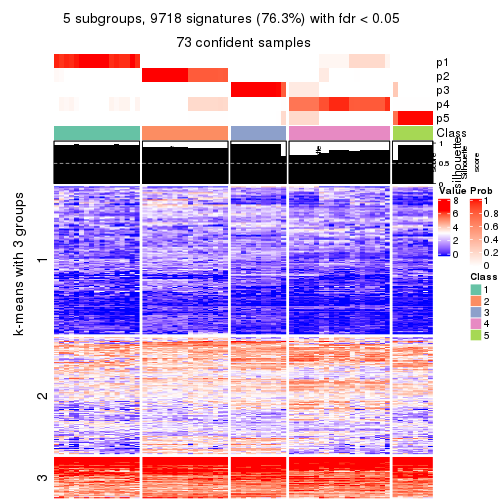 5 subgroups, 9718 signatures (76.3%) with fdr < 0.05
73 confident samples
p1
p2
p3
p4
p5
Class
1
0.5
0
silhouette
Silhouette
score
k-means with 3 groups
1
2
3
Value
8
6
4
2
0
Prob
1
0.8
0.6
0.4
0.2
0
Class
1
2
3
4
5